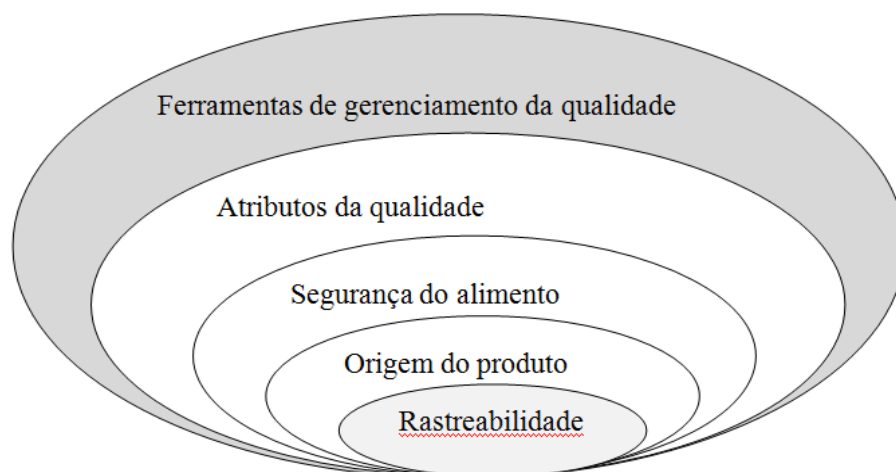 Ferramentas de gerenciamento da qualidade
Atributos da qualidade
Segurança do alimento
Origem do produto
Rastreabilidade